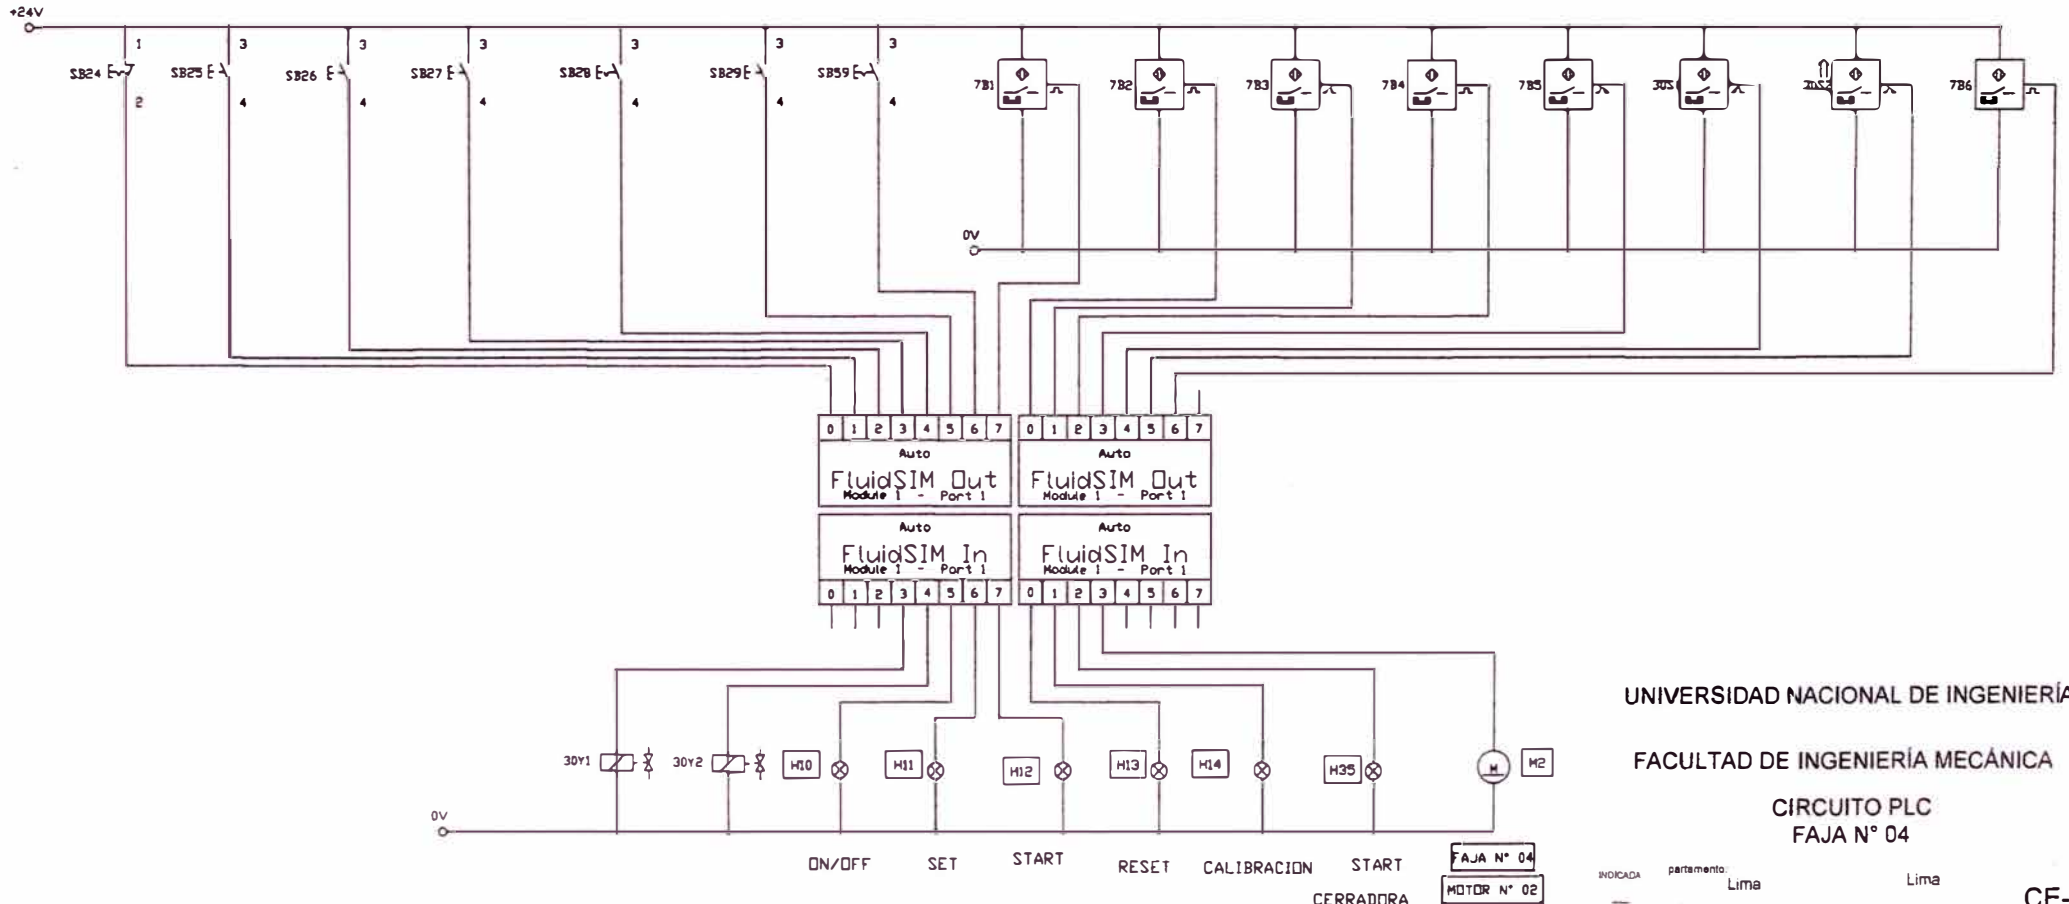 +24V
1 3 3 3 3 3 3
SB24 SB25 SB26 SB27 SB28 SB29 SB59 7B1 7B2 7B3 7B4 7B5 7B6
2 4 4 4 4 4 4
0V
0 1 2 3 4 5 6 7 0 1 2 3 4 5 6 7
Auto Auto
FluidSIM Out FluidSIM Out
Module 1 - Port 1 Module 1 - Port 1
Auto Auto
FluidSIM In FluidSIM In
Module 1 - Port 1 Module 1 - Port 1
0 1 2 3 4 5 6 7 0 1 2 3 4 5 6 7
UNIVERSIDAD NACIONAL DE INGENIERÍA
FACULTAD DE INGENIERÍA MECÁNICA
CIRCUITO PLC
FAJA N° 04
30Y1 30Y2 H10 H11 H12 H13 H14 H35 M M2
0V
ON/OFF SET START RESET CALIBRACION START
CERRADORA
FAJA N° 04
MOTOR N° 02
INDICADA partamento: Lima Lima
CE-